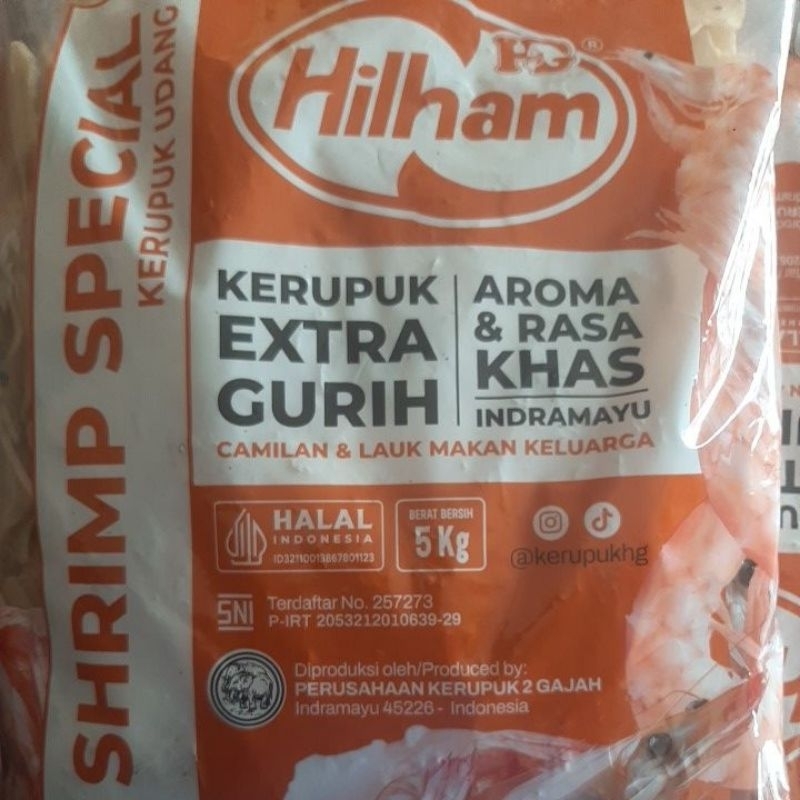 SHRIMP SPECIAL
KERUPUK UDANG
HG ®
Hilham
KERUPUK
EXTRA
GURIH
AROMA
& RASA
KHAS
INDRAMAYU
CAMILAN & LAUK MAKAN KELUARGA
HALAL
INDONESIA
ID32110013867801123
BERAT BERSIH
5 Kg
@kerupukhg
SNI
Terdaftar No. 257273
P-IRT 2053212010639-29
Diproduksi oleh/Produced by:
PERUSAHAAN KERUPUK 2 GAJAH
Indramayu 45226 - Indonesia